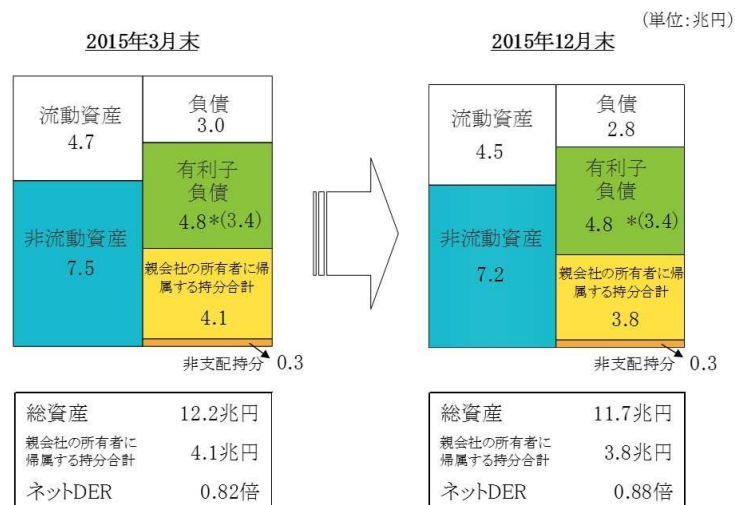 (単位:兆円)
2015年3月末
流動資産
4.7
非流動資産
7.5
負債
3.0
有利子
負債
4.8*(3.4)
親会社の所有者に帰
属する持分合計
4.1
非支配持分 0.3
総資産 12.2兆円
親会社の所有者に
帰属する持分合計 4.1兆円
ネットDER 0.82倍
2015年12月末
流動資産
4.5
非流動資産
7.2
負債
2.8
有利子
負債
4.8 *(3.4)
親会社の所有者に帰
属する持分合計
3.8
非支配持分 0.3
総資産 11.7兆円
親会社の所有者に
帰属する持分合計 3.8兆円
ネットDER 0.88倍